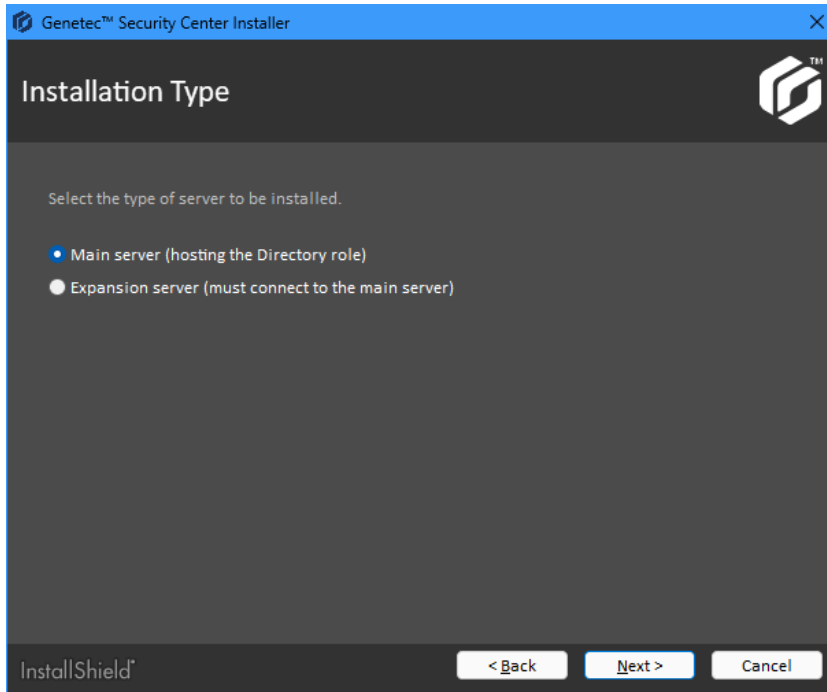 Genetec™ Security Center Installer
Installation Type
TM
Select the type of server to be installed.
Main server (hosting the Directory role)
Expansion server (must connect to the main server)
InstallShield
< Back
Next >
Cancel